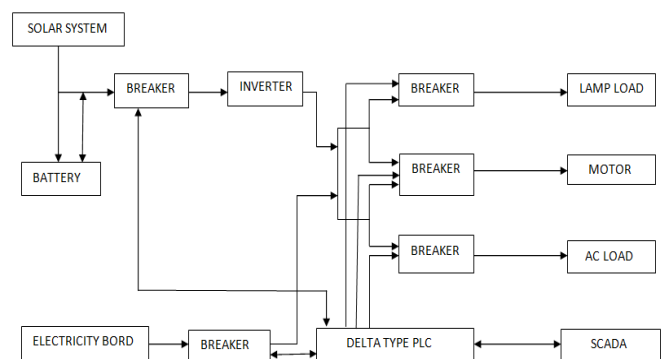 SOLAR SYSTEM
BREAKER
INVERTER
BREAKER
LAMP LOAD
BATTERY
BREAKER
MOTOR
BREAKER
AC LOAD
ELECTRICITY BORD
BREAKER
DELTA TYPE PLC
SCADA